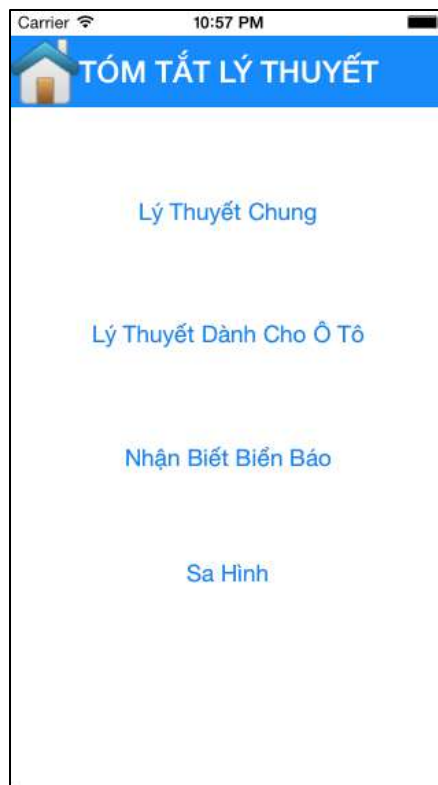 Carrier 10:57 PM
TÓM TẮT LÝ THUYẾT
Lý Thuyết Chung
Lý Thuyết Dành Cho Ô Tô
Nhận Biết Biển Báo
Sa Hình